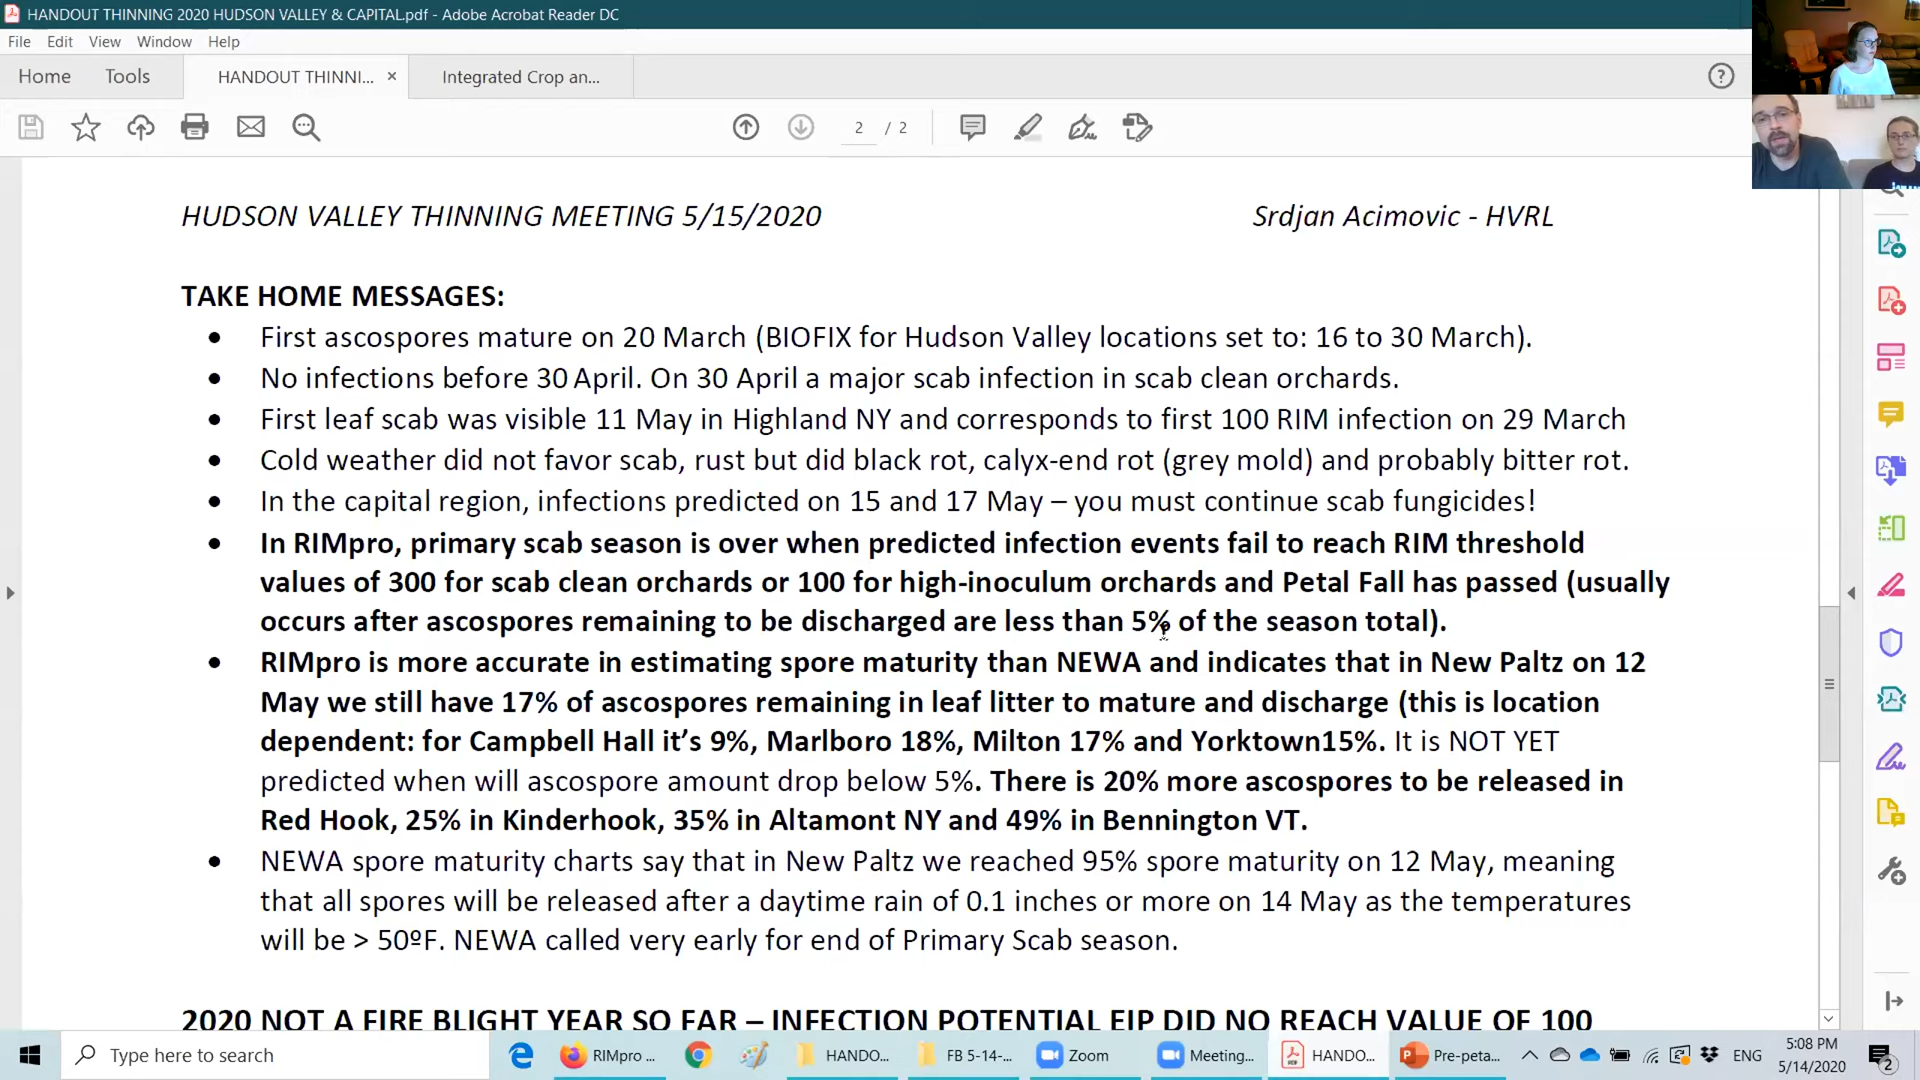 HANDOUT THINNING 2020 HUDSON VALLEY & CAPITAL.pdf - Adobe Acrobat Reader DC
File Edit View Window Help
Home Tools HANDOUT THINNI... × Integrated Crop an...
2 / 2
HUDSON VALLEY THINNING MEETING 5/15/2020 Srdjan Acimovic - HVRL
TAKE HOME MESSAGES:
• First ascospores mature on 20 March (BIOFIX for Hudson Valley locations set to: 16 to 30 March).
• No infections before 30 April. On 30 April a major scab infection in scab clean orchards.
• First leaf scab was visible 11 May in Highland NY and corresponds to first 100 RIM infection on 29 March
• Cold weather did not favor scab, rust but did black rot, calyx-end rot (grey mold) and probably bitter rot.
• In the capital region, infections predicted on 15 and 17 May – you must continue scab fungicides!
• In RIMpro, primary scab season is over when predicted infection events fail to reach RIM threshold
values of 300 for scab clean orchards or 100 for high-inoculum orchards and Petal Fall has passed (usually
occurs after ascospores remaining to be discharged are less than 5% of the season total).
• RIMpro is more accurate in estimating spore maturity than NEWA and indicates that in New Paltz on 12
May we still have 17% of ascospores remaining in leaf litter to mature and discharge (this is location
dependent: for Campbell Hall it’s 9%, Marlboro 18%, Milton 17% and Yorktown15%. It is NOT YET
predicted when will ascospore amount drop below 5%. There is 20% more ascospores to be released in
Red Hook, 25% in Kinderhook, 35% in Altamont NY and 49% in Bennington VT.
• NEWA spore maturity charts say that in New Paltz we reached 95% spore maturity on 12 May, meaning
that all spores will be released after a daytime rain of 0.1 inches or more on 14 May as the temperatures
will be > 50ºF. NEWA called very early for end of Primary Scab season.
2020 NOT A FIRE BLIGHT YEAR SO FAR – INFECTION POTENTIAL EIP DID NO REACH VALUE OF 100
Type here to search RIMpro ... HANDO... FB 5-14-... Zoom Meeting... HANDO... Pre-peta... ENG 5:08 PM
5/14/2020 2